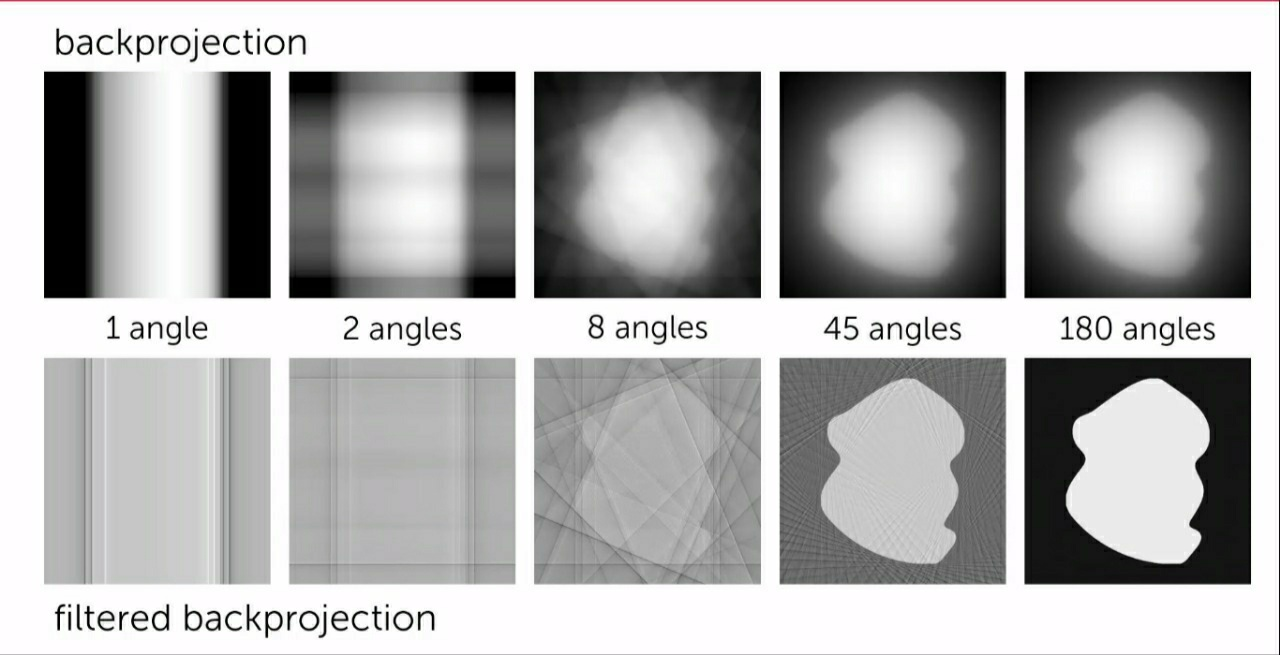 backprojection
1 angle
2 angles
8 angles
45 angles
180 angles
filtered backprojection